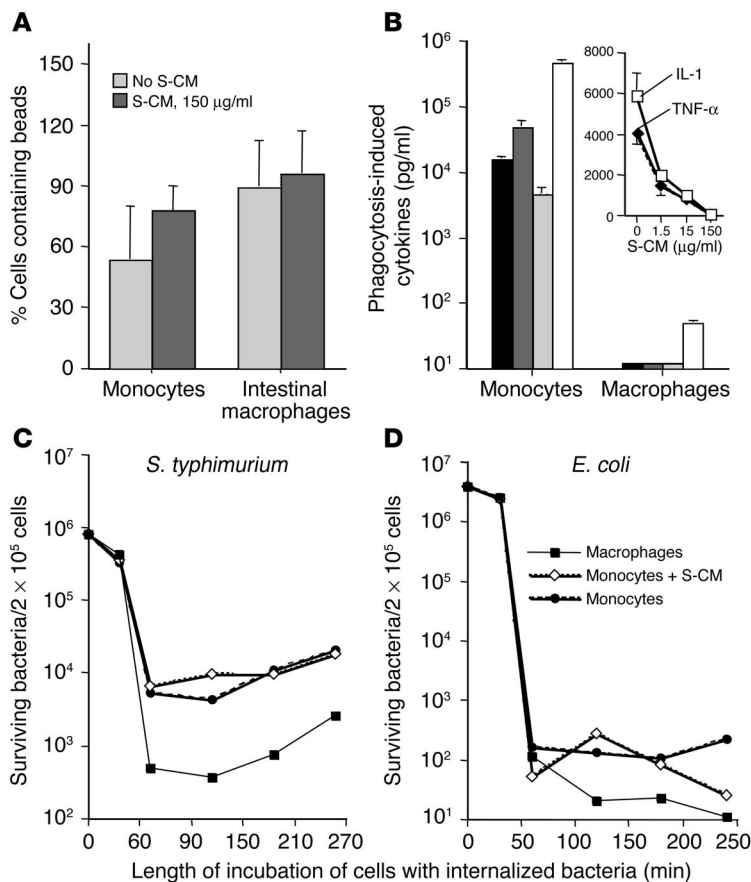 A
% Cells containing beads
150
120
90
60
30
0
No S-CM
S-CM, 150 μg/ml
Monocytes
Intestinal
macrophages
B
Phagocytosis-induced
cytokines (pg/ml)
10⁶
10⁵
10⁴
10³
10²
10¹
Monocytes
Macrophages
8000
6000
4000
2000
0
IL-1
TNF-α
0 1.5 15 150
S-CM (μg/ml)
C
S. typhimurium
Surviving bacteria/2 × 10⁵ cells
10⁷
10⁶
10⁵
10⁴
10³
10²
0 60 90 150 210 270
D
E. coli
Surviving bacteria/2 × 10⁵ cells
10⁷
10⁶
10⁵
10⁴
10³
10²
10¹
Macrophages
Monocytes + S-CM
Monocytes
0 50 100 150 200 250
Length of incubation of cells with internalized bacteria (min)